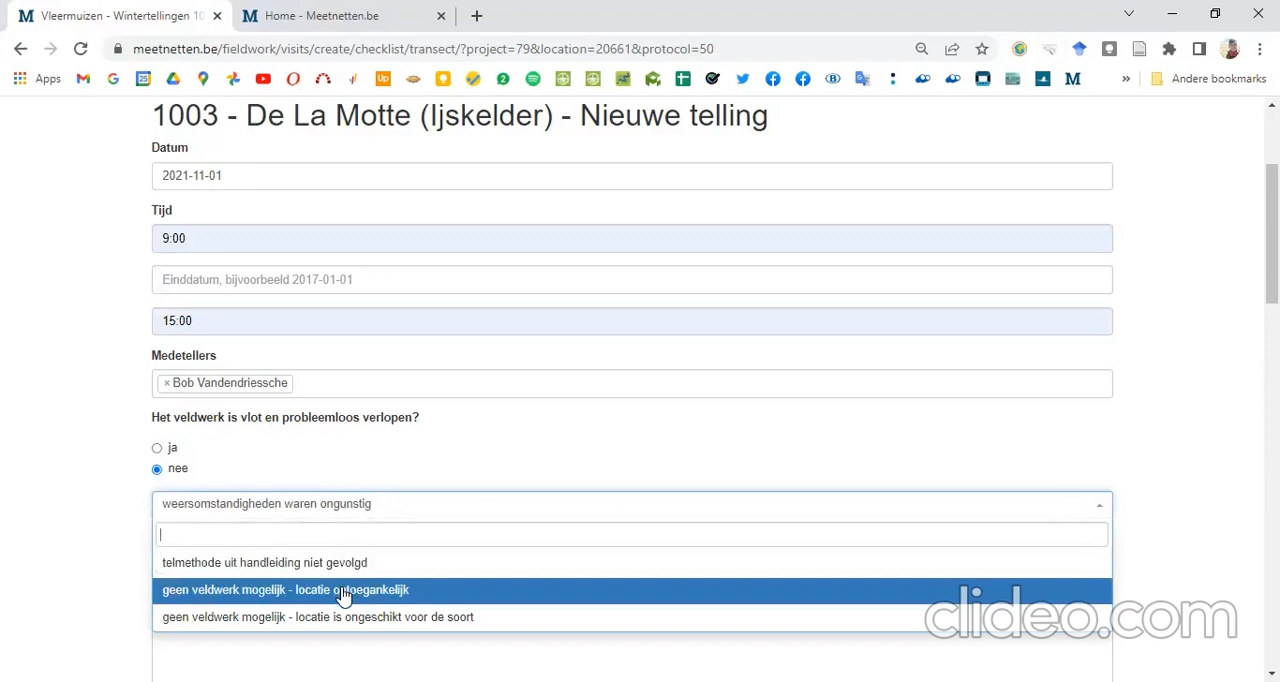 Vleermuizen - Wintertellingen 10
Home - Meetnetten.be
meetnetten.be/fieldwork/visits/create/checklist/transect/?project=79&location=20661&protocol=50
Apps
Andere bookmarks
1003 - De La Motte (Ijskelder) - Nieuwe telling
Datum
2021-11-01
Tijd
9:00
Einddatum, bijvoorbeeld 2017-01-01
15:00
Medetellers
× Bob Vandendriessche
Het veldwerk is vlot en probleemloos verlopen?
ja
nee
weersomstandigheden waren ongunstig
telmethode uit handleiding niet gevolgd
geen veldwerk mogelijk - locatie ontoegankelijk
geen veldwerk mogelijk - locatie is ongeschikt voor de soort
clideo.com